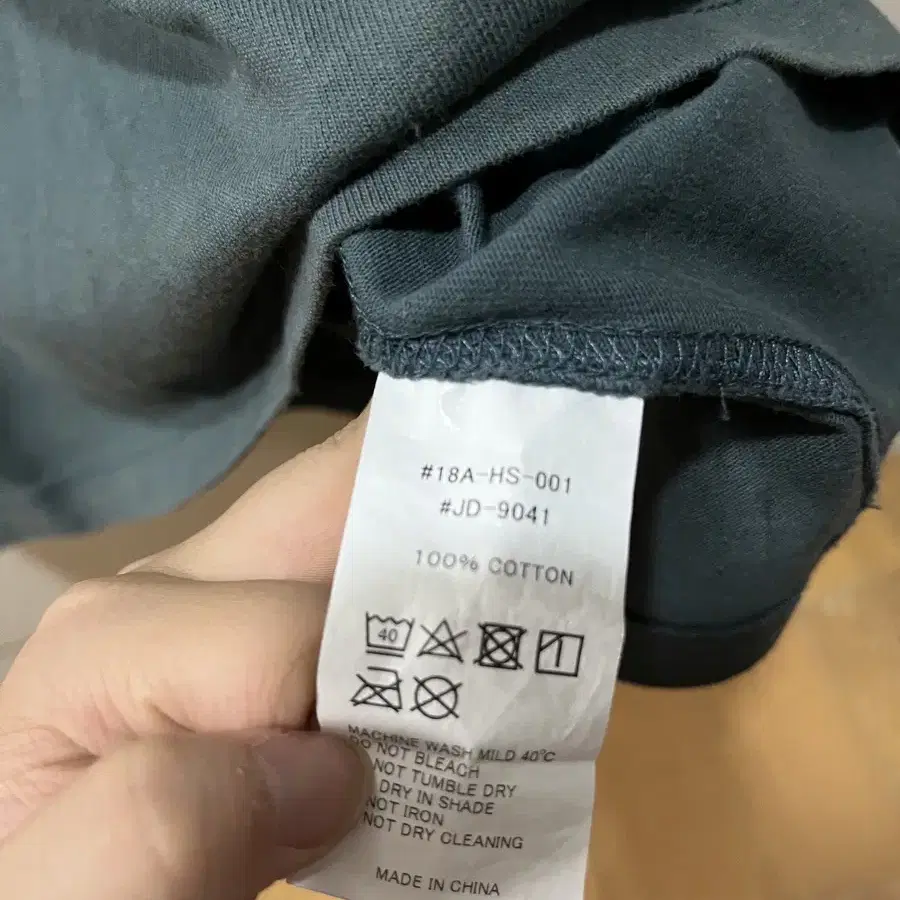 #18A-HS-001
#JD-9041
100% COTTON
40
MACHINE WASH MILD 40℃
DO NOT BLEACH
NOT TUMBLE DRY
DRY IN SHADE
NOT IRON
NOT DRY CLEANING
MADE IN CHINA